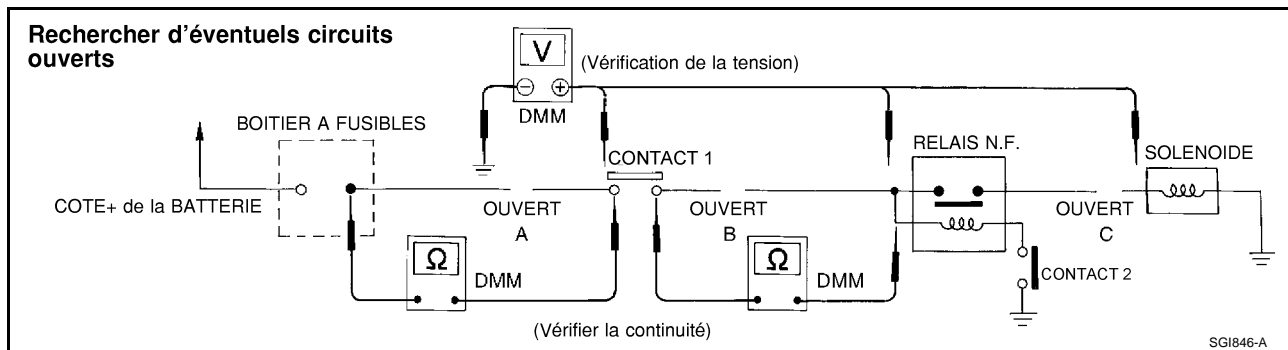 Rechercher d'éventuels circuits
ouverts
V
(Vérification de la tension)
DMM
BOITIER A FUSIBLES
CONTACT 1
RELAIS N.F.
SOLENOIDE
COTE+ de la BATTERIE
OUVERT
A
OUVERT
B
OUVERT
C
Ω
DMM
Ω
DMM
CONTACT 2
(Vérifier la continuité)
SGI846-A